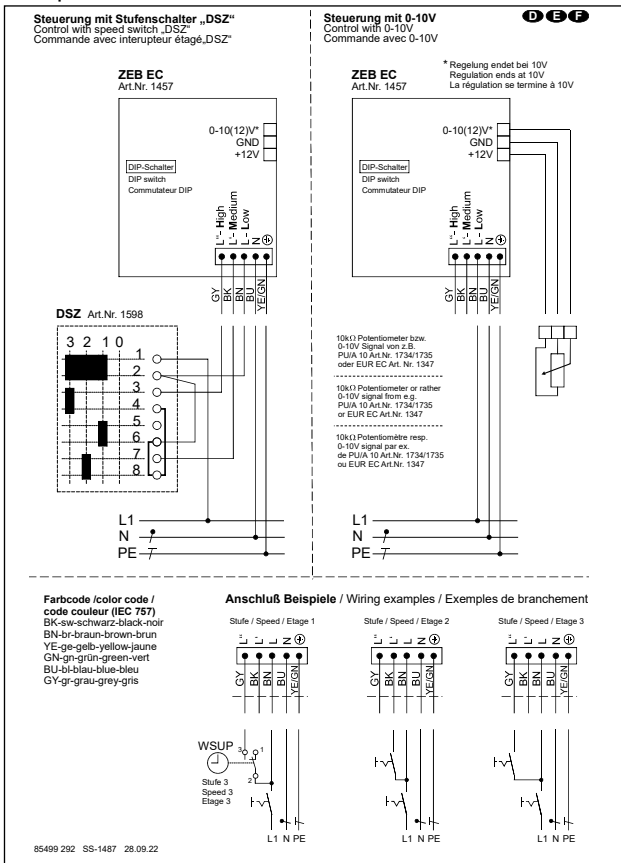 Steuerung mit Stufenschalter „DSZ“
Control with speed switch „DSZ“
Commande avec interupteur étagé„DSZ“
ZEB EC
Art.Nr. 1457
0-10(12)V*
GND
+12V
DIP-Schalter
DIP switch
Commutateur DIP
L''' - High
L'' - Medium
L' - Low
N
GY
BK
BN
BU
YE/GN
DSZ Art.Nr. 1598
3 2 1 0
1
2
3
4
5
6
7
8
L1
N
PE
Steuerung mit 0-10V
Control with 0-10V
Commande avec 0-10V
D E F
* Regelung endet bei 10V
Regulation ends at 10V
La régulation se termine à 10V
ZEB EC
Art.Nr. 1457
0-10(12)V*
GND
+12V
DIP-Schalter
DIP switch
Commutateur DIP
L''' - High
L'' - Medium
L' - Low
N
GY
BK
BN
BU
YE/GN
10kΩ Potentiometer bzw.
0-10V Signal von z.B.
PU/A 10 Art.Nr. 1734/1735
oder EUR EC Art. Nr. 1347
10kΩ Potentiometer or rather
0-10V signal from e.g.
PU/A 10 Art.Nr. 1734/1735
or EUR EC Art.Nr. 1347
10kΩ Potentiomètre resp.
0-10V signal par ex.
de PU/A 10 Art.Nr. 1734/1735
ou EUR EC Art.Nr. 1347
L1
N
PE
Farbcode /color code /
code couleur (IEC 757)
BK-sw-schwarz-black-noir
BN-br-braun-brown-brun
YE-ge-gelb-yellow-jaune
GN-gn-grün-green-vert
BU-bl-blau-blue-bleu
GY-gr-grau-grey-gris
Anschluß Beispiele / Wiring examples / Exemples de branchement
Stufe / Speed / Etage 1
N
GY
BK
BN
BU
YE/GN
WSUP
3
1
2
Stufe 3
Speed 3
Etage 3
L1 N PE
Stufe / Speed / Etage 2
N
GY
BK
BN
BU
YE/GN
L1 N PE
Stufe / Speed / Etage 3
N
GY
BK
BN
BU
YE/GN
L1 N PE
85499 292 SS-1487 28.09.22